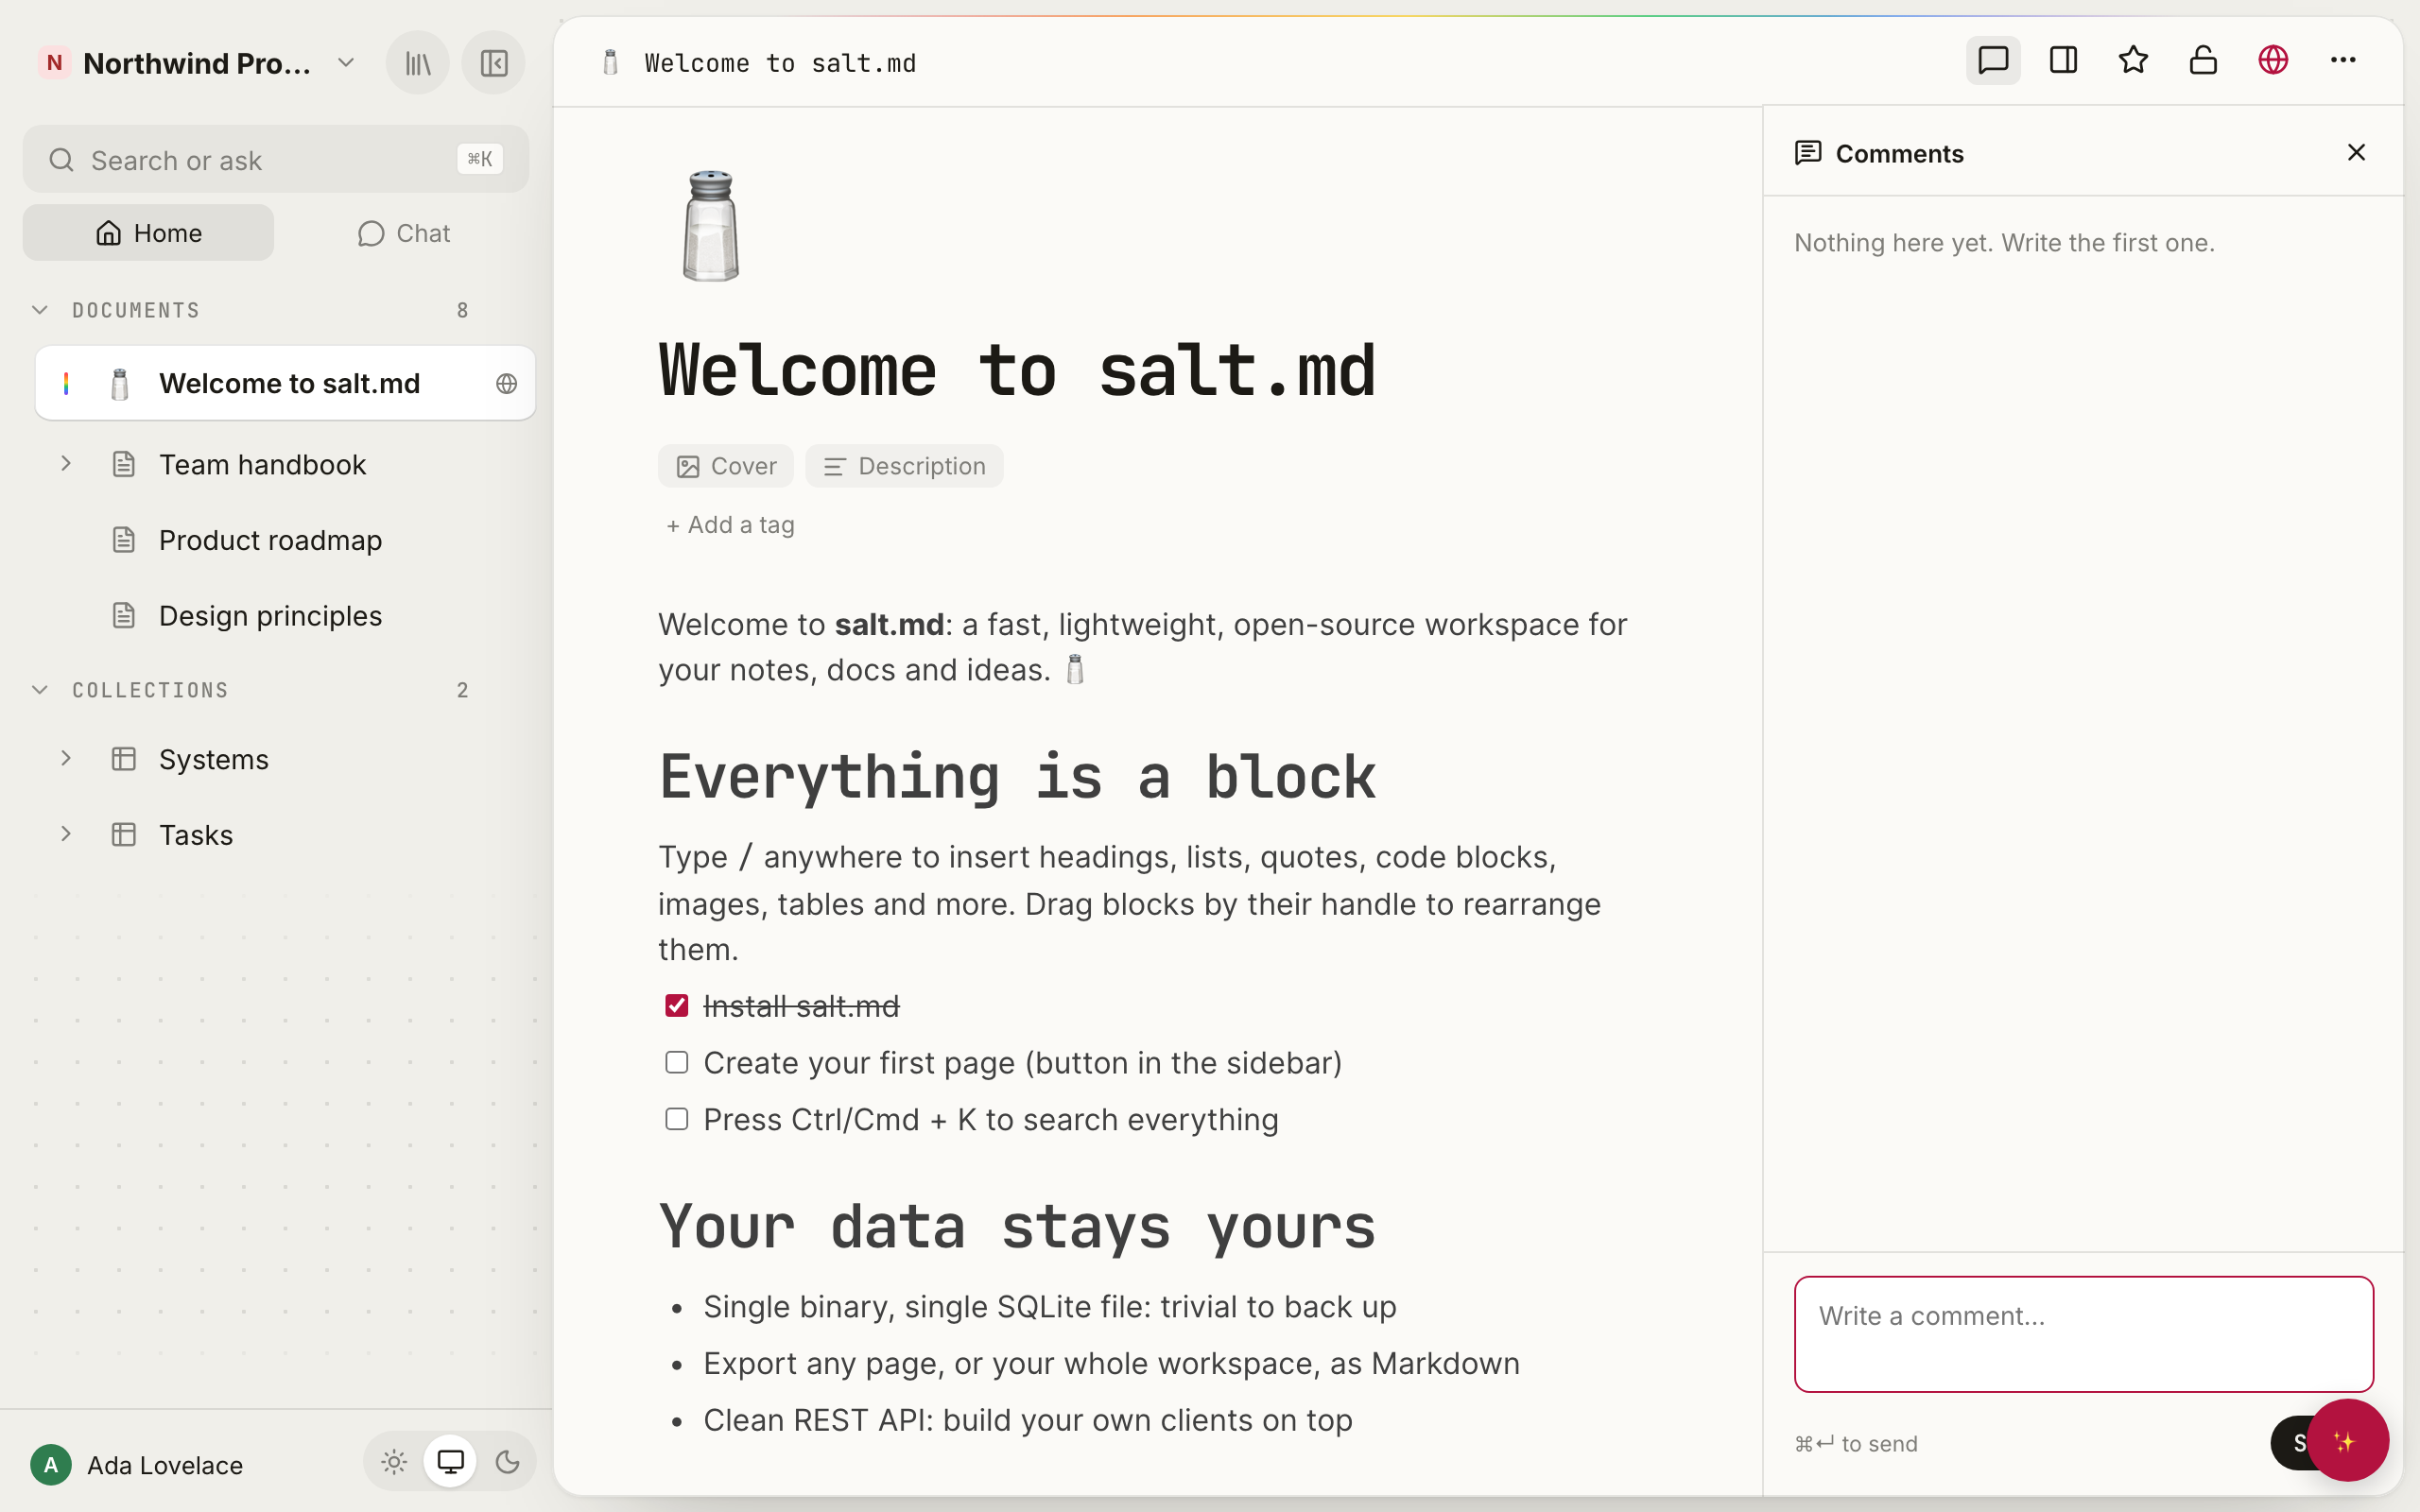 N Northwind Pro...
Search or ask ⌘K
Home
Chat
DOCUMENTS 8
Welcome to salt.md
Team handbook
Product roadmap
Design principles
COLLECTIONS 2
Systems
Tasks
A Ada Lovelace
Welcome to salt.md
Welcome to salt.md
Cover
Description
+ Add a tag
Welcome to salt.md: a fast, lightweight, open-source workspace for
your notes, docs and ideas.
Everything is a block
Type / anywhere to insert headings, lists, quotes, code blocks,
images, tables and more. Drag blocks by their handle to rearrange
them.
Install salt.md
Create your first page (button in the sidebar)
Press Ctrl/Cmd + K to search everything
Your data stays yours
• Single binary, single SQLite file: trivial to back up
• Export any page, or your whole workspace, as Markdown
• Clean REST API: build your own clients on top
Comments
Nothing here yet. Write the first one.
Write a comment...
⌘↵ to send